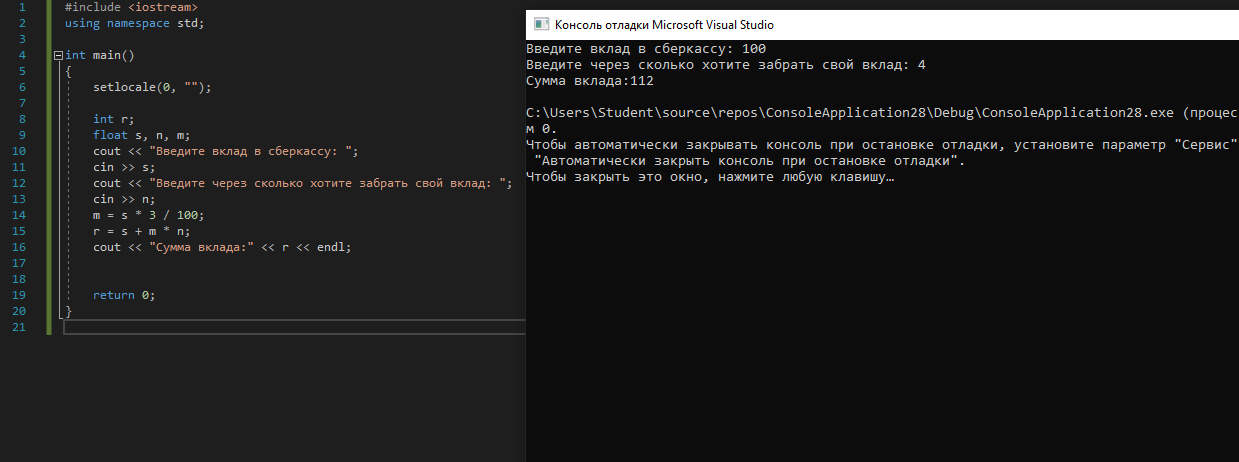 1 #include <iostream>
2 using namespace std;
3
4 int main()
5 {
6 setlocale(0, "");
7
8 int r;
9 float s, n, m;
10 cout << "Введите вклад в сберкассу: ";
11 cin >> s;
12 cout << "Введите через сколько хотите забрать свой вклад: ";
13 cin >> n;
14 m = s * 3 / 100;
15 r = s + m * n;
16 cout << "Сумма вклада:" << r << endl;
17
18
19 return 0;
20 }
21
Консоль отладки Microsoft Visual Studio
Введите вклад в сберкассу: 100
Введите через сколько хотите забрать свой вклад: 4
Сумма вклада:112
C:\Users\Student\source\repos\ConsoleApplication28\Debug\ConsoleApplication28.exe (процес
м 0.
Чтобы автоматически закрывать консоль при остановке отладки, установите параметр "Сервис"
"Автоматически закрыть консоль при остановке отладки".
Чтобы закрыть это окно, нажмите любую клавишу…